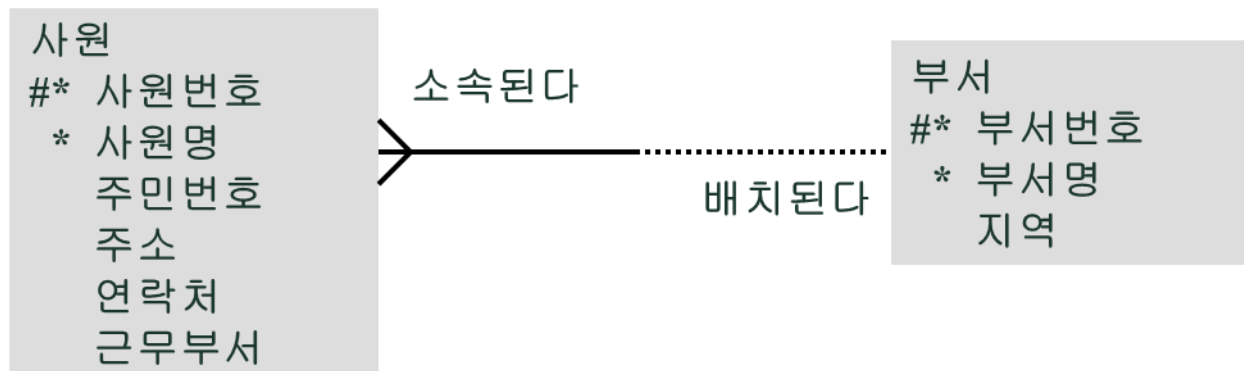 사원
#* 사원번호
* 사원명
주민번호
주소
연락처
근무부서
소속된다
배치된다
부서
#* 부서번호
* 부서명
지역